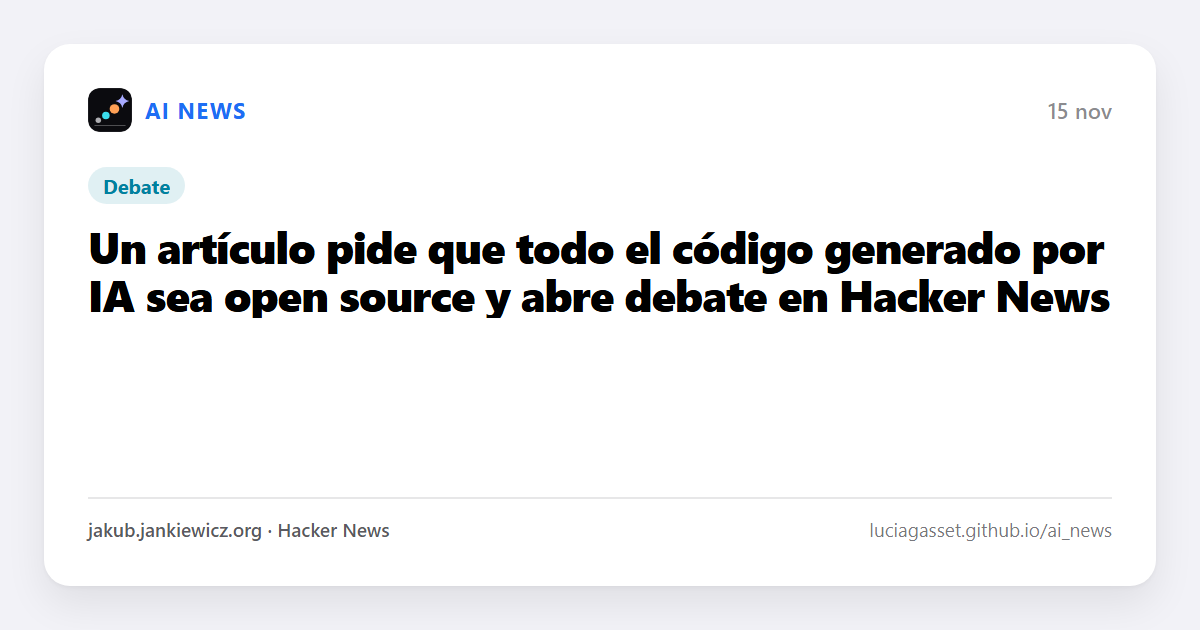 AI NEWS
15 nov
Debate
Un artículo pide que todo el código generado por
IA sea open source y abre debate en Hacker News
jakub.jankiewicz.org · Hacker News
luciagasset.github.io/ai_news